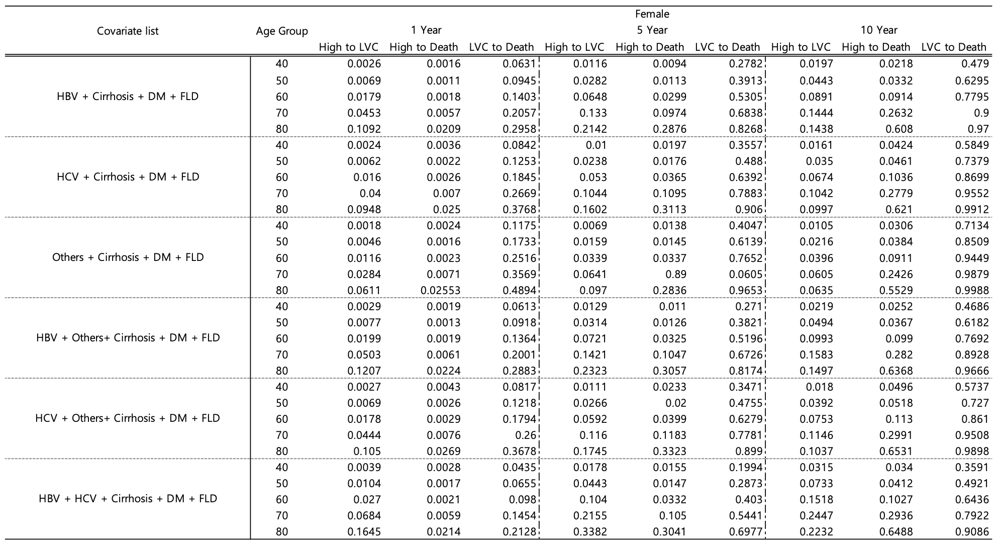 Female
Covariate list Age Group 1 Year 5 Year 10 Year
High to LVC High to Death LVC to Death High to LVC High to Death LVC to Death High to LVC High to Death LVC to Death
40 0.0026 0.0016 0.0631 0.0116 0.0094 0.2782 0.0197 0.0218 0.479
50 0.0069 0.0011 0.0945 0.0282 0.0113 0.3913 0.0443 0.0332 0.6295
HBV + Cirrhosis + DM + FLD 60 0.0179 0.0018 0.1403 0.0648 0.0299 0.5305 0.0891 0.0914 0.7795
70 0.0453 0.0057 0.2057 0.133 0.0974 0.6838 0.1444 0.2632 0.9
80 0.1092 0.0209 0.2958 0.2142 0.2876 0.8268 0.1438 0.608 0.97
40 0.0024 0.0036 0.0842 0.01 0.0197 0.3557 0.0161 0.0424 0.5849
50 0.0062 0.0022 0.1253 0.0238 0.0176 0.488 0.035 0.0461 0.7379
HCV + Cirrhosis + DM + FLD 60 0.016 0.0026 0.1845 0.053 0.0365 0.6392 0.0674 0.1036 0.8699
70 0.04 0.007 0.2669 0.1044 0.1095 0.7883 0.1042 0.2779 0.9552
80 0.0948 0.025 0.3768 0.1602 0.3113 0.906 0.0997 0.621 0.9912
40 0.0018 0.0024 0.1175 0.0069 0.0138 0.4047 0.0105 0.0306 0.7134
50 0.0046 0.0016 0.1733 0.0159 0.0145 0.6139 0.0216 0.0384 0.8509
Others + Cirrhosis + DM + FLD 60 0.0116 0.0023 0.2516 0.0339 0.0337 0.7652 0.0396 0.0911 0.9449
70 0.0284 0.0071 0.3569 0.0641 0.89 0.0605 0.0605 0.2426 0.9879
80 0.0611 0.02553 0.4894 0.097 0.2836 0.9653 0.0635 0.5529 0.9988
40 0.0029 0.0019 0.0613 0.0129 0.011 0.271 0.0219 0.0252 0.4686
50 0.0077 0.0013 0.0918 0.0314 0.0126 0.3821 0.0494 0.0367 0.6182
HBV + Others+ Cirrhosis + DM + FLD 60 0.0199 0.0019 0.1364 0.0721 0.0325 0.5196 0.0993 0.099 0.7692
70 0.0503 0.0061 0.2001 0.1421 0.1047 0.6726 0.1583 0.282 0.8928
80 0.1207 0.0224 0.2883 0.2323 0.3057 0.8174 0.1497 0.6368 0.9666
40 0.0027 0.0043 0.0817 0.0111 0.0233 0.3471 0.018 0.0496 0.5737
50 0.0069 0.0026 0.1218 0.0266 0.02 0.4755 0.0392 0.0518 0.727
HCV + Others+ Cirrhosis + DM + FLD 60 0.0178 0.0029 0.1794 0.0592 0.0399 0.6279 0.0753 0.113 0.861
70 0.0444 0.0076 0.26 0.116 0.1183 0.7781 0.1146 0.2991 0.9508
80 0.105 0.0269 0.3678 0.1745 0.3323 0.899 0.1037 0.6531 0.9898
40 0.0039 0.0028 0.0435 0.0178 0.0155 0.1994 0.0315 0.034 0.3591
50 0.0104 0.0017 0.0655 0.0443 0.0147 0.2873 0.0733 0.0412 0.4921
HBV + HCV + Cirrhosis + DM + FLD 60 0.027 0.0021 0.098 0.104 0.0332 0.403 0.1518 0.1027 0.6436
70 0.0684 0.0059 0.1454 0.2155 0.105 0.5441 0.2447 0.2936 0.7922
80 0.1645 0.0214 0.2128 0.3382 0.3041 0.6977 0.2232 0.6488 0.9086